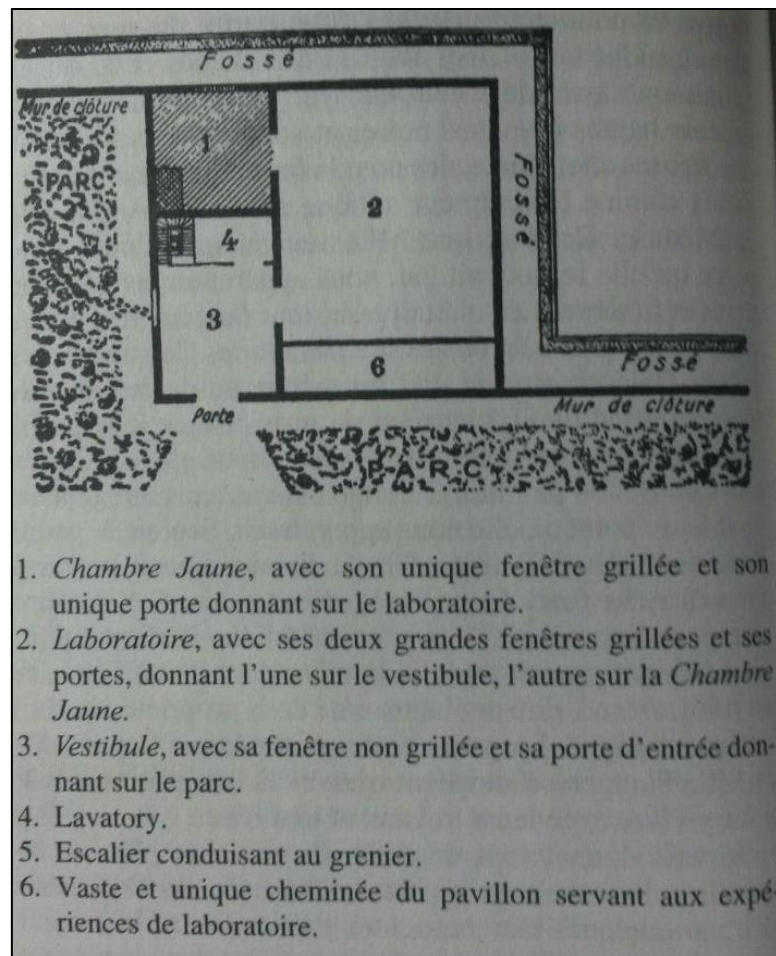 Fossé
Mur de clôture
PARC
1
2
Fossé
4
3
6
Fossé
Porte
Mur de clôture
PARC
1. Chambre Jaune, avec son unique fenêtre grillée et son
unique porte donnant sur le laboratoire.
2. Laboratoire, avec ses deux grandes fenêtres grillées et ses
portes, donnant l'une sur le vestibule, l'autre sur la Chambre
Jaune.
3. Vestibule, avec sa fenêtre non grillée et sa porte d'entrée don-
nant sur le parc.
4. Lavatory.
5. Escalier conduisant au grenier.
6. Vaste et unique cheminée du pavillon servant aux expé-
riences de laboratoire.